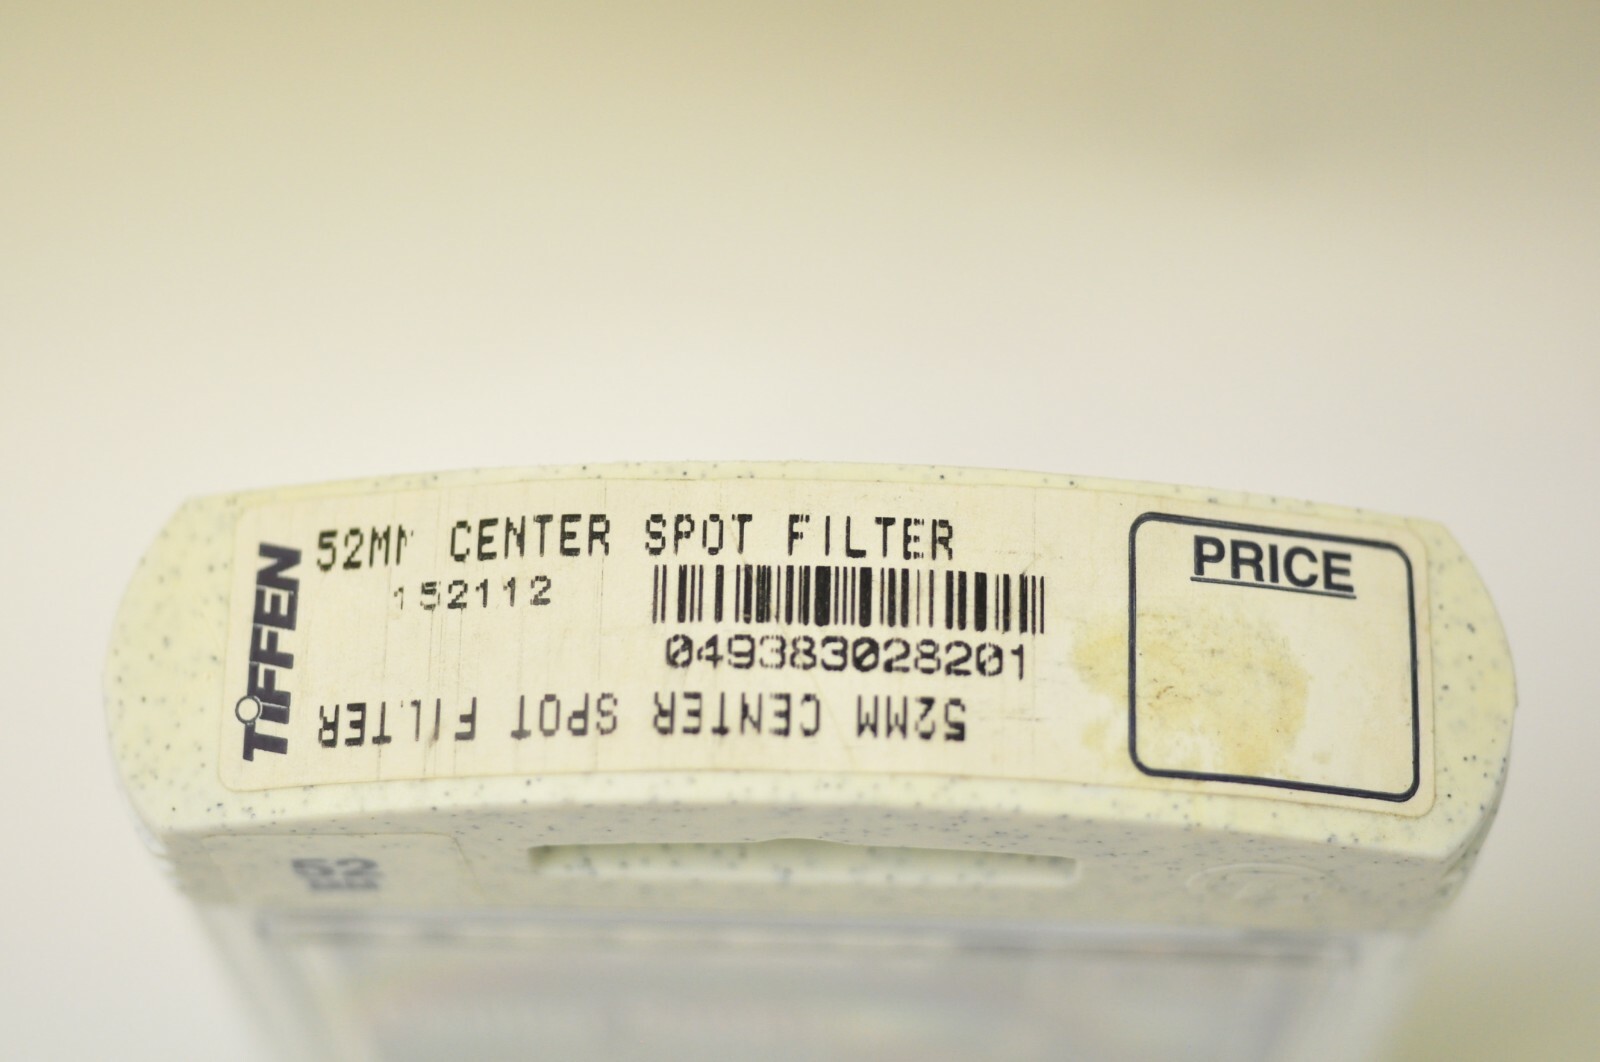 TIFFEN
52MM CENTER SPOT FILTER
152112
049383028201
52MM CENTER SPOT FILTER
PRICE
52